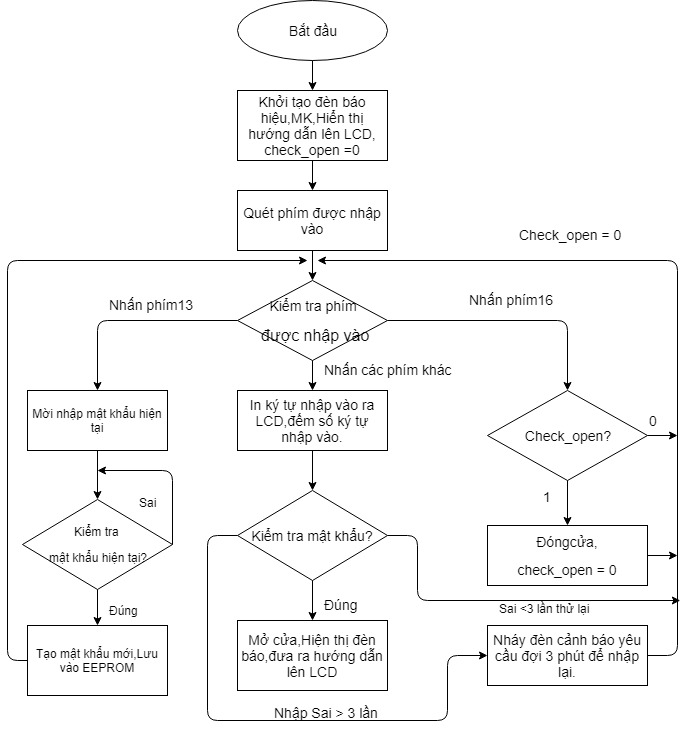 Bắt đầu
Khởi tạo đèn báo
hiệu,MK,Hiển thị
hướng dẫn lên LCD,
check_open =0
Quét phím được nhập
vào
Check_open = 0
Nhấn phím13
Kiểm tra phím
được nhập vào
Nhấn phím16
Nhấn các phím khác
Mời nhập mật khẩu hiện
tại
In ký tự nhập vào ra
LCD,đếm số ký tự
nhập vào.
Check_open?
0
Sai
1
Kiểm tra
mật khẩu hiện tại?
Kiểm tra mật khẩu?
Đóngcửa,
check_open = 0
Đúng
Đúng
Sai <3 lần thử lại
Tạo mật khẩu mới,Lưu
vào EEPROM
Mở cửa,Hiện thị đèn
báo,đưa ra hướng dẫn
lên LCD
Nháy đèn cảnh báo yêu
cầu đợi 3 phút để nhập
lại.
Nhập Sai > 3 lần